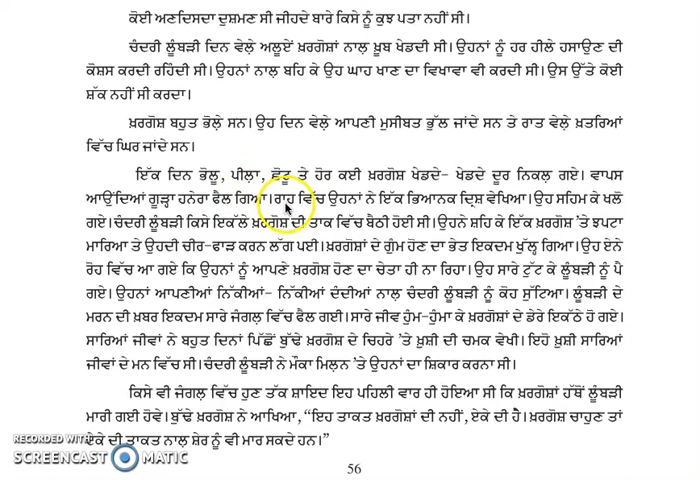 ਕੋਈ ਅਣਦਿਸਦਾ ਦੁਸ਼ਮਣ ਸੀ ਜੀਹਦੇ ਬਾਰੇ ਕਿਸੇ ਨੂੰ ਕੁਝ ਪਤਾ ਨਹੀਂ ਸੀ।
ਚੰਦਰੀ ਲੂੰਬੜੀ ਦਿਨ ਵੇਲ਼ੇ ਅਲੂਏਂ ਖ਼ਰਗੋਸ਼ਾਂ ਨਾਲ਼ ਖ਼ੂਬ ਖੇਡਦੀ ਸੀ। ਉਹਨਾਂ ਨੂੰ ਹਰ ਹੀਲੇ ਹਸਾਉਣ ਦੀ
ਕੋਸ਼ਸ ਕਰਦੀ ਰਹਿੰਦੀ ਸੀ। ਉਹਨਾਂ ਨਾਲ਼ ਬਹਿ ਕੇ ਉਹ ਘਾਹ ਖਾਣ ਦਾ ਵਿਖਾਵਾ ਵੀ ਕਰਦੀ ਸੀ। ਉਸ ਉੱਤੇ ਕੋਈ
ਸ਼ੱਕ ਨਹੀਂ ਸੀ ਕਰਦਾ।
ਖ਼ਰਗੋਸ਼ ਬਹੁਤ ਭੋਲ਼ੇ ਸਨ। ਉਹ ਦਿਨ ਵੇਲ਼ੇ ਆਪਣੀ ਮੁਸੀਬਤ ਭੁੱਲ ਜਾਂਦੇ ਸਨ ਤੇ ਰਾਤ ਵੇਲ਼ੇ ਖ਼ਤਰਿਆਂ
ਵਿੱਚ ਘਿਰ ਜਾਂਦੇ ਸਨ।
ਇੱਕ ਦਿਨ ਭੋਲੂ, ਪੀਲ਼ਾ, ਛੋਟੂ ਤੇ ਹੋਰ ਕਈ ਖ਼ਰਗੋਸ਼ ਖੇਡਦੇ- ਖੇਡਦੇ ਦੂਰ ਨਿਕਲ਼ ਗਏ। ਵਾਪਸ
ਆਉਂਦਿਆਂ ਗੂੜ੍ਹਾ ਹਨੇਰਾ ਫੈਲ ਗਿਆ। ਰਾਹ ਵਿੱਚ ਉਹਨਾਂ ਨੇ ਇੱਕ ਭਿਆਨਕ ਦ੍ਰਿਸ਼ ਵੇਖਿਆ। ਉਹ ਸਹਿਮ ਕੇ ਖਲੋ
ਗਏ। ਚੰਦਰੀ ਲੂੰਬੜੀ ਕਿਸੇ ਇਕੱਲੇ ਖ਼ਰਗੋਸ਼ ਦੀ ਤਾਕ ਵਿੱਚ ਬੈਠੀ ਹੋਈ ਸੀ। ਉਹਨੇ ਸ਼ਹਿ ਕੇ ਇੱਕ ਖ਼ਰਗੋਸ਼ ’ਤੇ ਝਪਟਾ
ਮਾਰਿਆ ਤੇ ਉਹਦੀ ਚੀਰ-ਫਾੜ ਕਰਨ ਲੱਗ ਪਈ। ਖ਼ਰਗੋਸ਼ਾਂ ਦੇ ਗੁੰਮ ਹੋਣ ਦਾ ਭੇਤ ਇਕਦਮ ਖੁੱਲ੍ਹ ਗਿਆ। ਉਹ ਏਨੇ
ਰੋਹ ਵਿੱਚ ਆ ਗਏ ਕਿ ਉਹਨਾਂ ਨੂੰ ਆਪਣੇ ਖ਼ਰਗੋਸ਼ ਹੋਣ ਦਾ ਚੇਤਾ ਹੀ ਨਾ ਰਿਹਾ। ਉਹ ਸਾਰੇ ਟੁੱਟ ਕੇ ਲੂੰਬੜੀ ਨੂੰ ਪੈ
ਗਏ। ਉਹਨਾਂ ਆਪਣੀਆਂ ਨਿੱਕੀਆਂ- ਨਿੱਕੀਆਂ ਦੰਦੀਆਂ ਨਾਲ਼ ਚੰਦਰੀ ਲੂੰਬੜੀ ਨੂੰ ਕੋਹ ਸੁੱਟਿਆ। ਲੂੰਬੜੀ ਦੇ
ਮਰਨ ਦੀ ਖ਼ਬਰ ਇਕਦਮ ਸਾਰੇ ਜੰਗਲ਼ ਵਿੱਚ ਫੈਲ ਗਈ। ਸਾਰੇ ਜੀਵ ਹੁੰਮ-ਹੁੰਮਾ ਕੇ ਖ਼ਰਗੋਸ਼ਾਂ ਦੇ ਡੇਰੇ ਇਕੱਠੇ ਹੋ ਗਏ।
ਸਾਰਿਆਂ ਜੀਵਾਂ ਨੇ ਬਹੁਤ ਦਿਨਾਂ ਪਿੱਛੋਂ ਬੁੱਢੇ ਖ਼ਰਗੋਸ਼ ਦੇ ਚਿਹਰੇ ’ਤੇ ਖ਼ੁਸ਼ੀ ਦੀ ਚਮਕ ਵੇਖੀ। ਇਹੋ ਖ਼ੁਸ਼ੀ ਸਾਰਿਆਂ
ਜੀਵਾਂ ਦੇ ਮਨ ਵਿੱਚ ਸੀ। ਚੰਦਰੀ ਲੂੰਬੜੀ ਨੇ ਮੌਕਾ ਮਿਲ਼ਨ ’ਤੇ ਉਹਨਾਂ ਦਾ ਸ਼ਿਕਾਰ ਕਰਨਾ ਸੀ।
ਕਿਸੇ ਵੀ ਜੰਗਲ਼ ਵਿੱਚ ਹੁਣ ਤੱਕ ਸ਼ਾਇਦ ਇਹ ਪਹਿਲੀ ਵਾਰ ਹੀ ਹੋਇਆ ਸੀ ਕਿ ਖ਼ਰਗੋਸ਼ਾਂ ਹੱਥੋਂ ਲੂੰਬੜੀ
ਮਾਰੀ ਗਈ ਹੋਵੇ। ਬੁੱਢੇ ਖ਼ਰਗੋਸ਼ ਨੇ ਆਖਿਆ, “ਇਹ ਤਾਕਤ ਖ਼ਰਗੋਸ਼ਾਂ ਦੀ ਨਹੀਂ, ਏਕੇ ਦੀ ਹੈ। ਖ਼ਰਗੋਸ਼ ਚਾਹੁਣ ਤਾਂ
ਏਕੇ ਦੀ ਤਾਕਤ ਨਾਲ਼ ਸ਼ੇਰ ਨੂੰ ਵੀ ਮਾਰ ਸਕਦੇ ਹਨ।”
56
RECORDED WITH
SCREENCAST MATIC